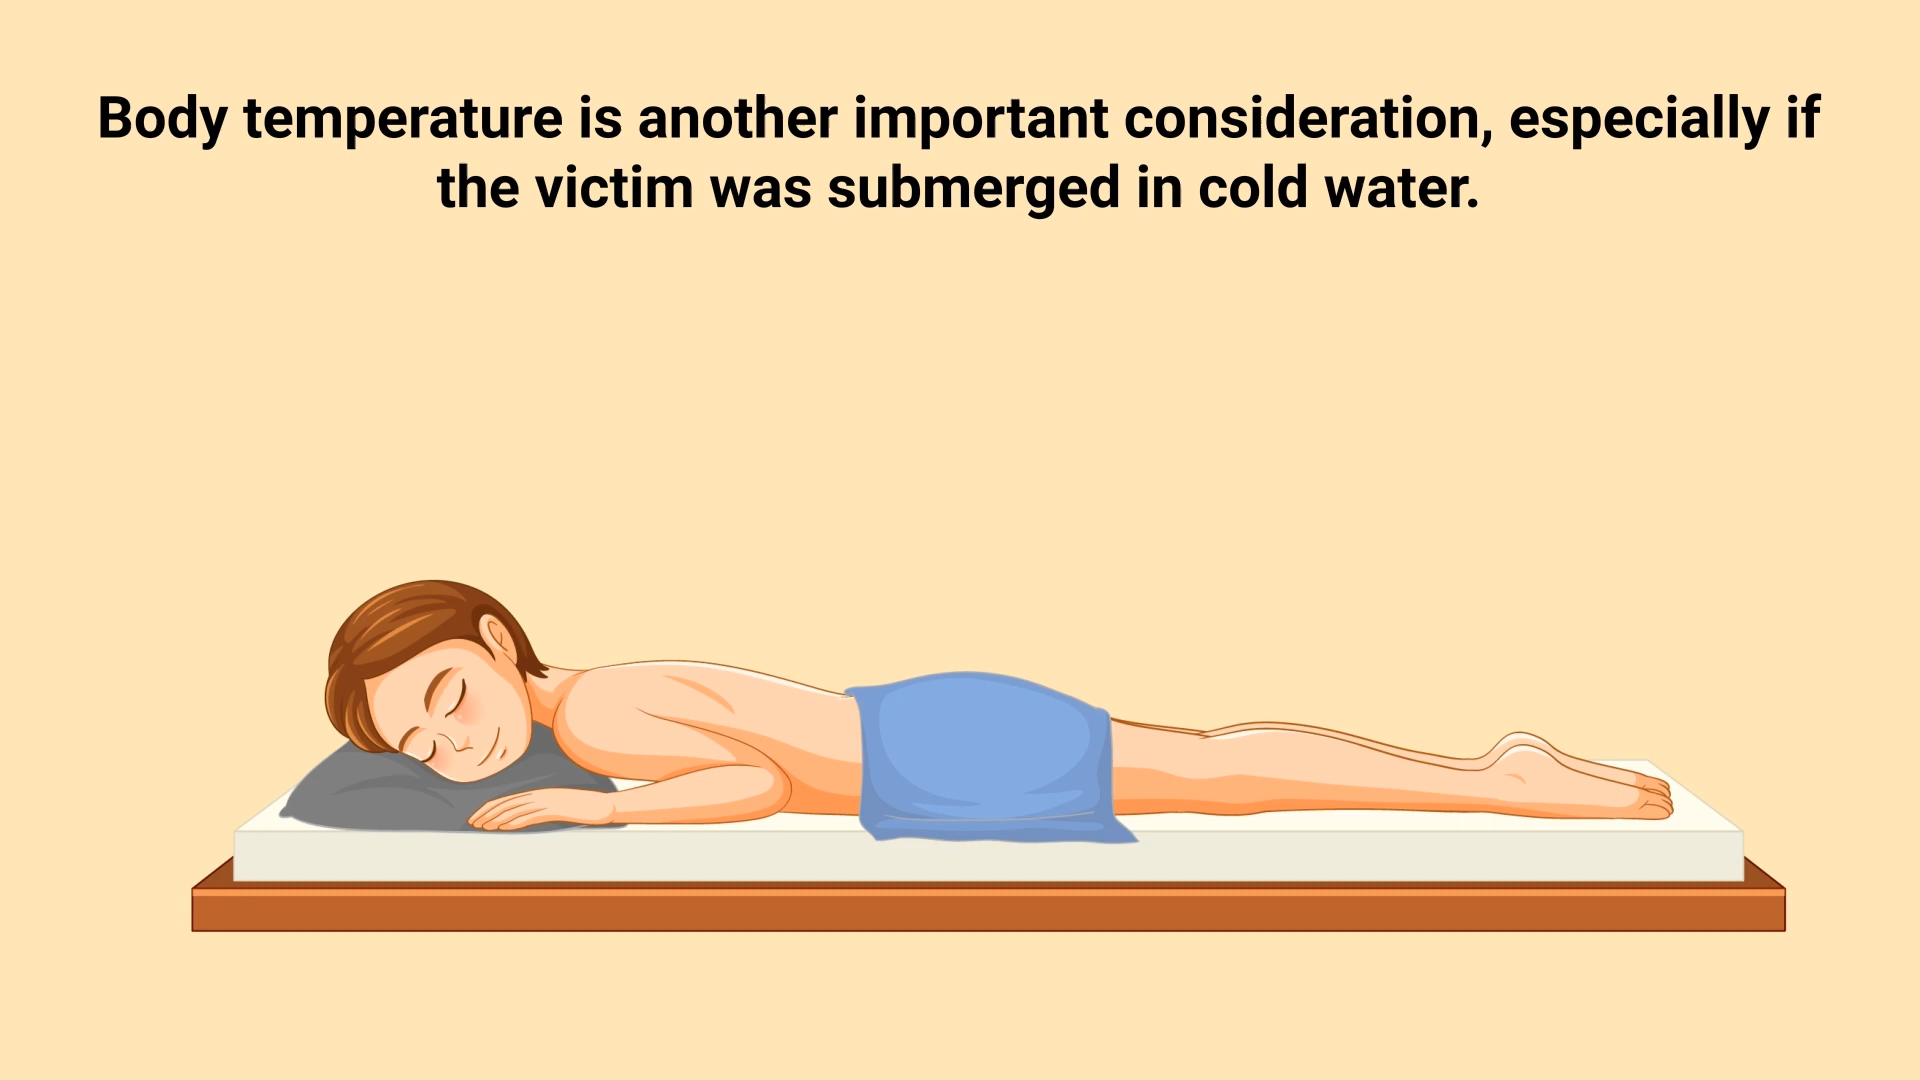 Body temperature is another important consideration, especially if
the victim was submerged in cold water.